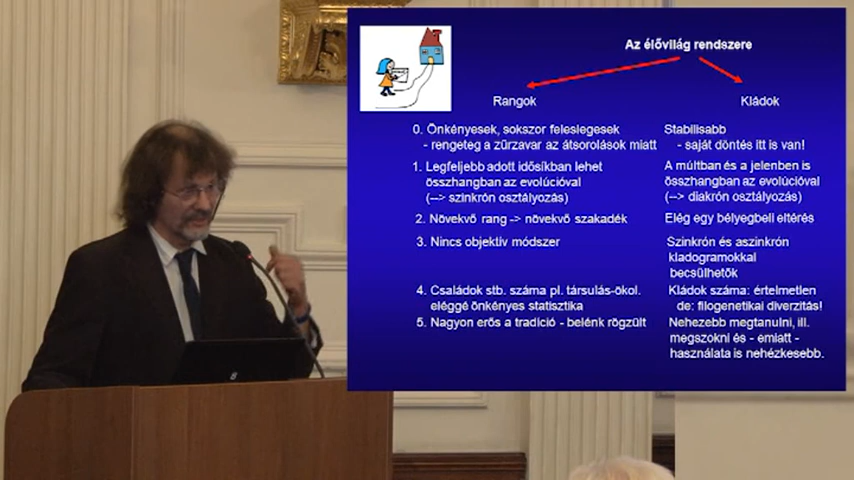 Az élővilág rendszere
Rangok
Kládok
0. Önkényesek, sokszor feleslegesek
- rengeteg a zűrzavar az átsorolások miatt
Stabilisabb
- saját döntés itt is van!
1. Legfeljebb adott idősíkban lehet
összhangban az evolúcióval
(--> szinkrón osztályozás)
A múltban és a jelenben is
összhangban az evolúcióval
(--> diakrón osztályozás)
2. Növekvő rang -> növekvő szakadék
Elég egy bélyegbeli eltérés
3. Nincs objektív módszer
Szinkrón és aszinkrón
kladogramokkal
becsülhetők
4. Családok stb. száma pl. társulás-ökol.
eléggé önkényes statisztika
Kládok száma: értelmetlen
de: filogenetikai diverzitás!
5. Nagyon erős a tradíció - belénk rögzült
Nehezebb megtanulni, ill.
megszokni és - emiatt -
használata is nehézkesebb.